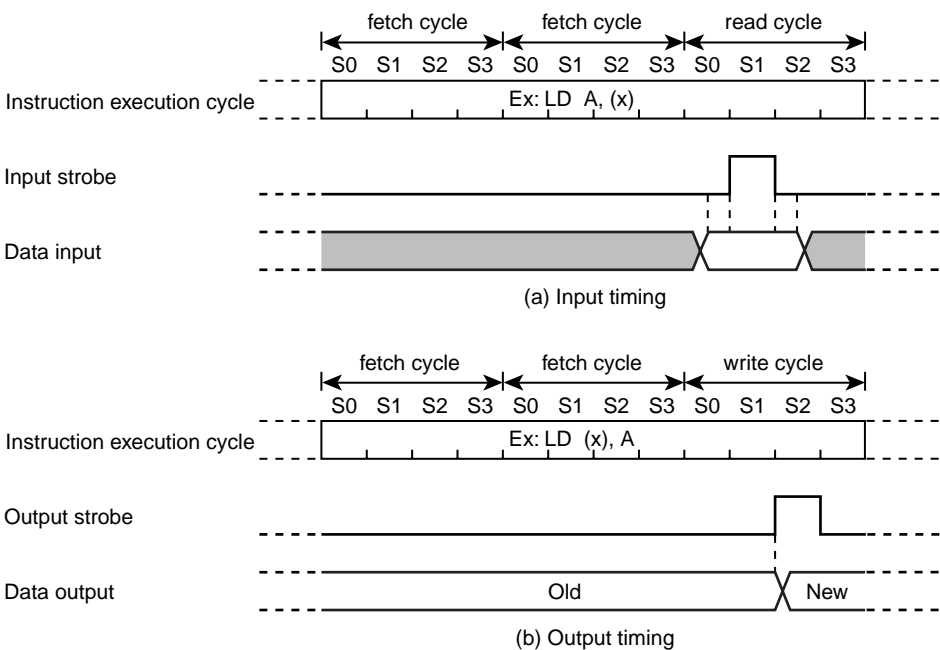 fetch cycle fetch cycle read cycle
S0 S1 S2 S3 S0 S1 S2 S3 S0 S1 S2 S3
Instruction execution cycle Ex: LD A, (x)
Input strobe
Data input
(a) Input timing
fetch cycle fetch cycle write cycle
S0 S1 S2 S3 S0 S1 S2 S3 S0 S1 S2 S3
Instruction execution cycle Ex: LD (x), A
Output strobe
Data output Old New
(b) Output timing